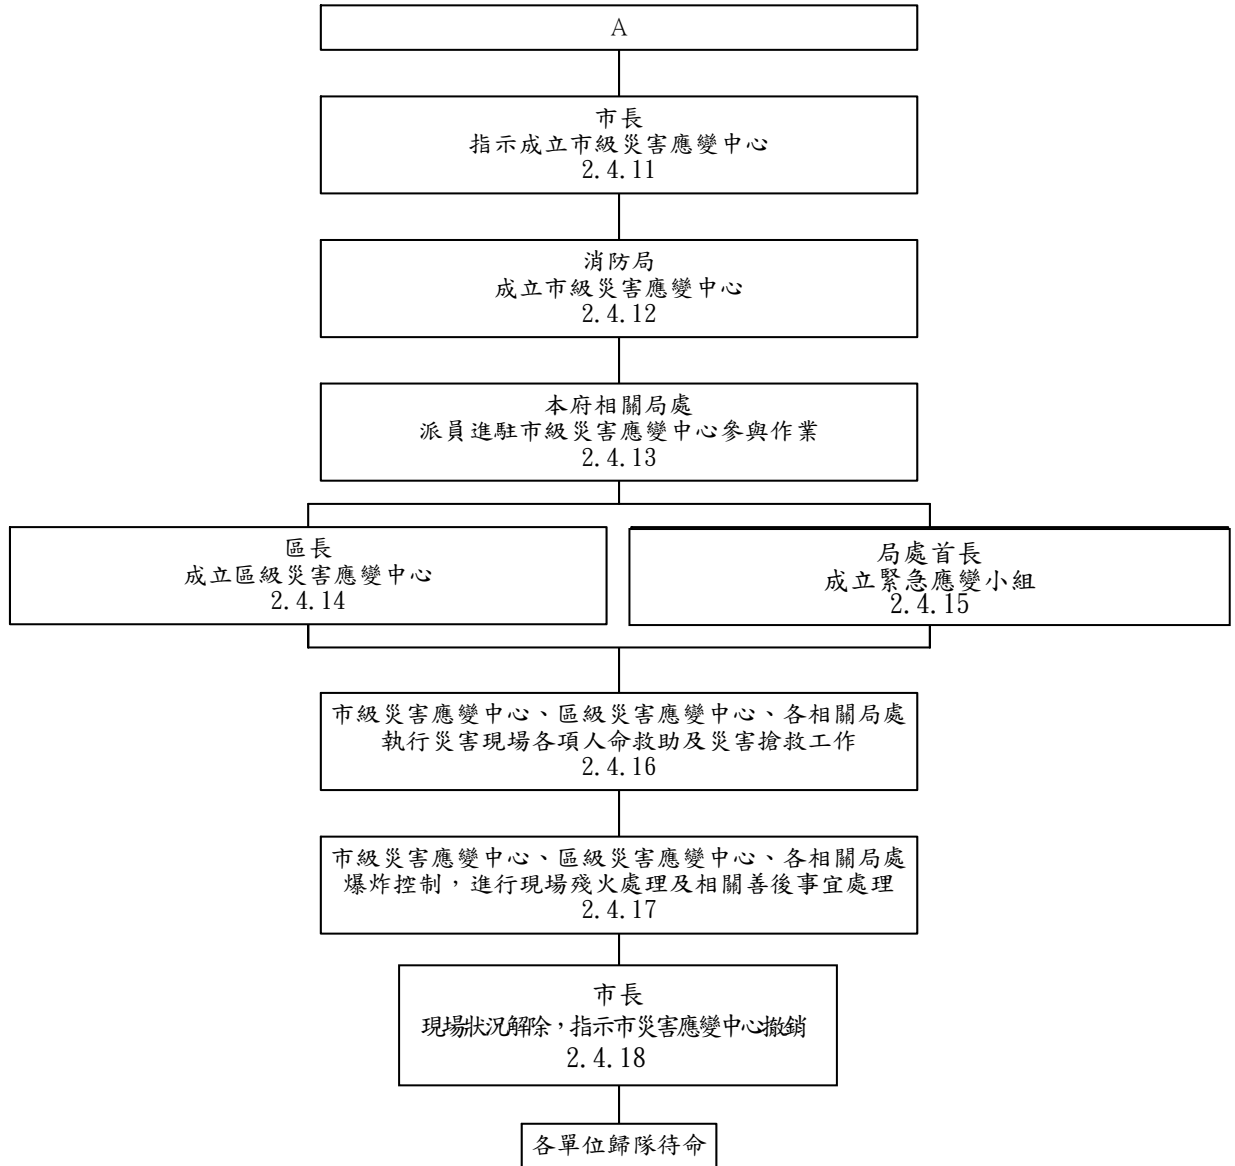 A
市長
指示成立市級災害應變中心
2.4.11
消防局
成立市級災害應變中心
2.4.12
本府相關局處
派員進駐市級災害應變中心參與作業
2.4.13
區長
成立區級災害應變中心
2.4.14
局處首長
成立緊急應變小組
2.4.15
市級災害應變中心、區級災害應變中心、各相關局處
執行災害現場各項人命救助及災害搶救工作
2.4.16
市級災害應變中心、區級災害應變中心、各相關局處
爆炸控制，進行現場殘火處理及相關善後事宜處理
2.4.17
市長
現場狀況解除，指示市災害應變中心撤銷
2.4.18
各單位歸隊待命